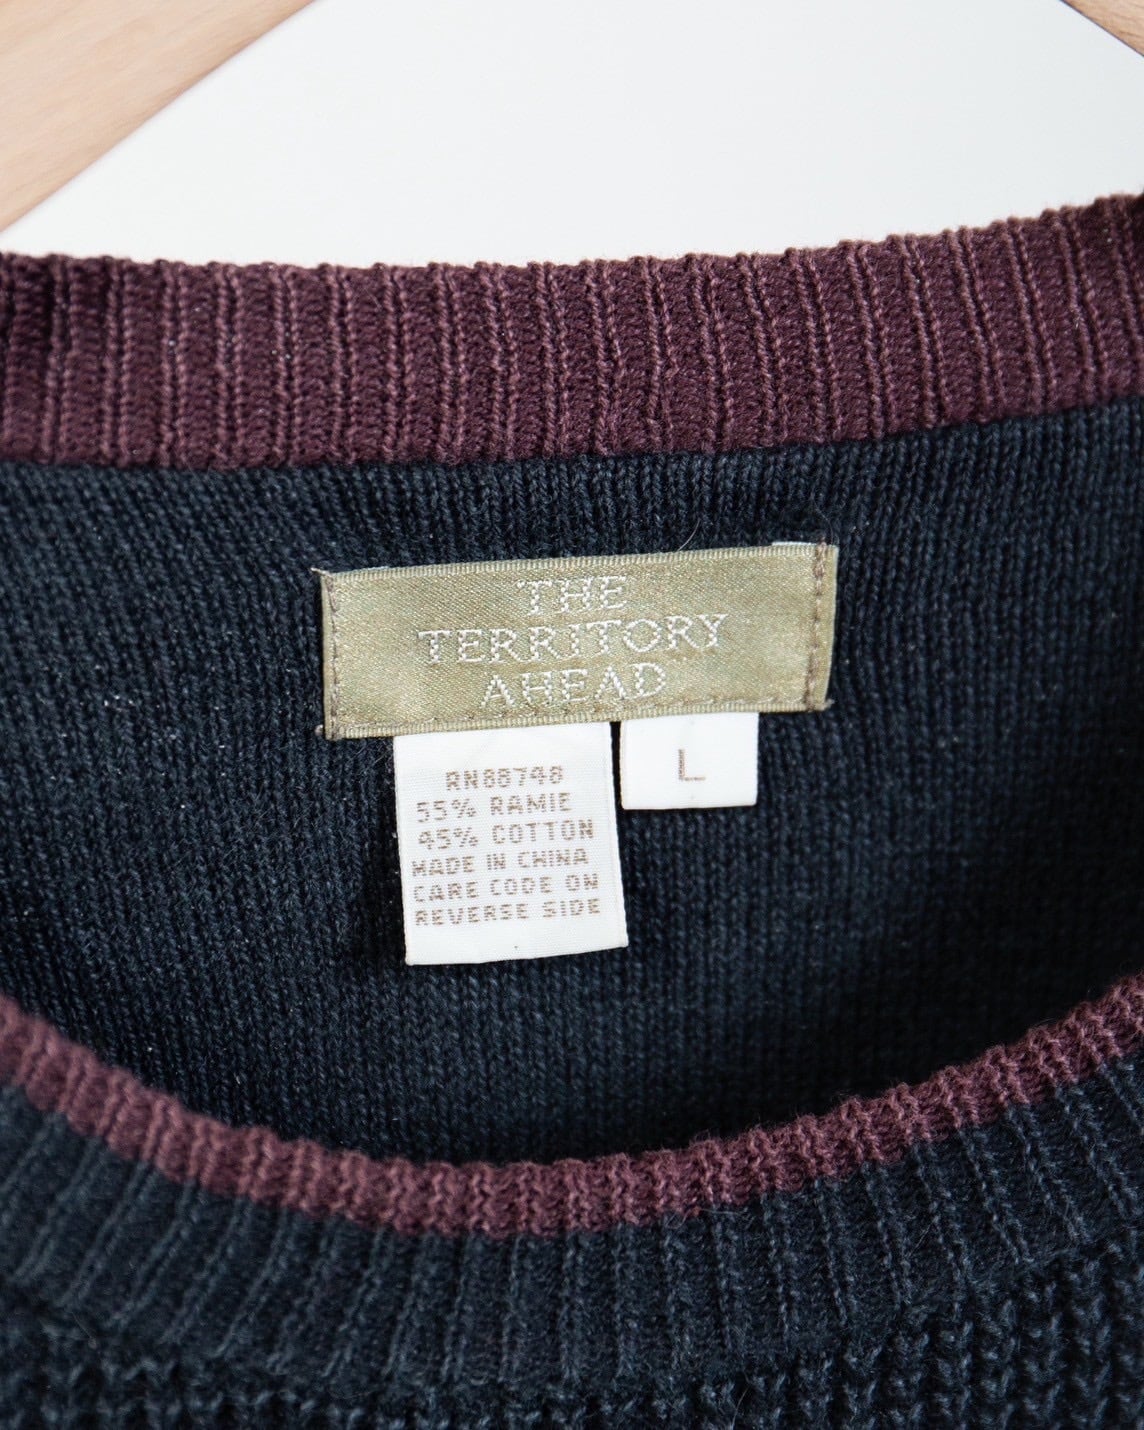 THE
TERRITORY
AHEAD
L
RN88748
55% RAMIE
45% COTTON
MADE IN CHINA
CARE CODE ON
REVERSE SIDE